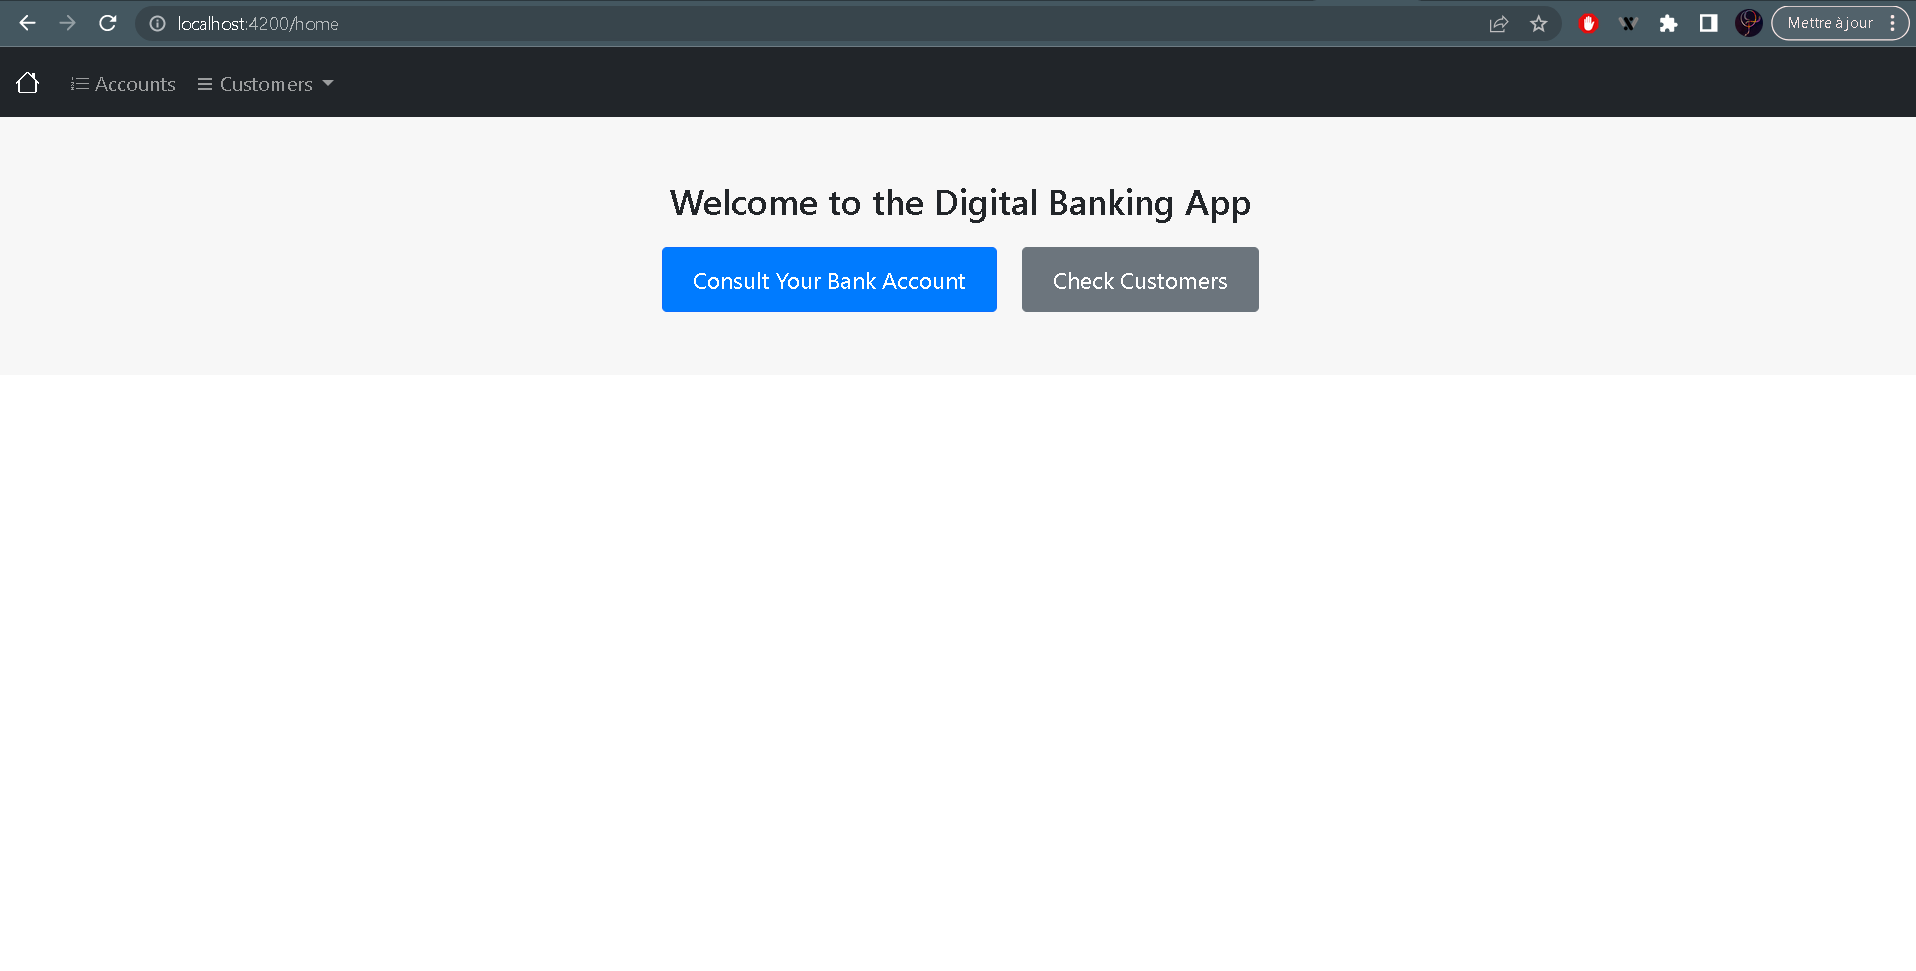 localhost:4200/home
Mettre à jour
Accounts
Customers
Welcome to the Digital Banking App
Consult Your Bank Account
Check Customers